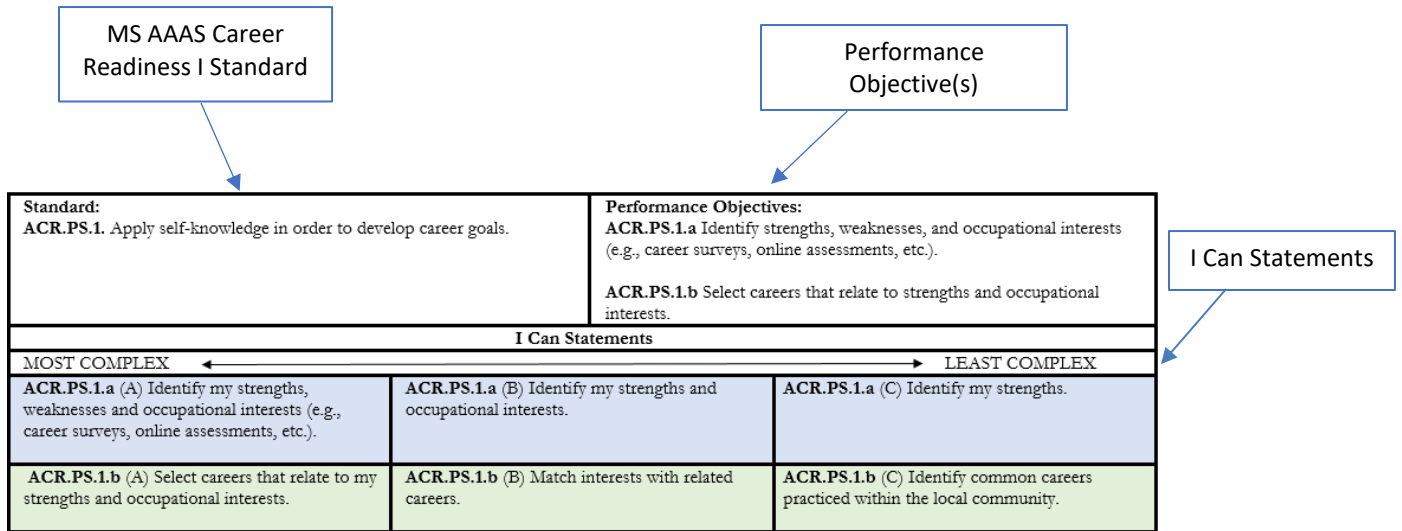 MS AAAS Career
Readiness I Standard
Performance
Objective(s)
I Can Statements
Standard:
ACR.PS.1. Apply self-knowledge in order to develop career goals.
Performance Objectives:
ACR.PS.1.a Identify strengths, weaknesses, and occupational interests
(e.g., career surveys, online assessments, etc.).
ACR.PS.1.b Select careers that relate to strengths and occupational
interests.
I Can Statements
MOST COMPLEX
LEAST COMPLEX
ACR.PS.1.a (A) Identify my strengths,
weaknesses and occupational interests (e.g.,
career surveys, online assessments, etc.).
ACR.PS.1.a (B) Identify my strengths and
occupational interests.
ACR.PS.1.a (C) Identify my strengths.
ACR.PS.1.b (A) Select careers that relate to my
strengths and occupational interests.
ACR.PS.1.b (B) Match interests with related
careers.
ACR.PS.1.b (C) Identify common careers
practiced within the local community.